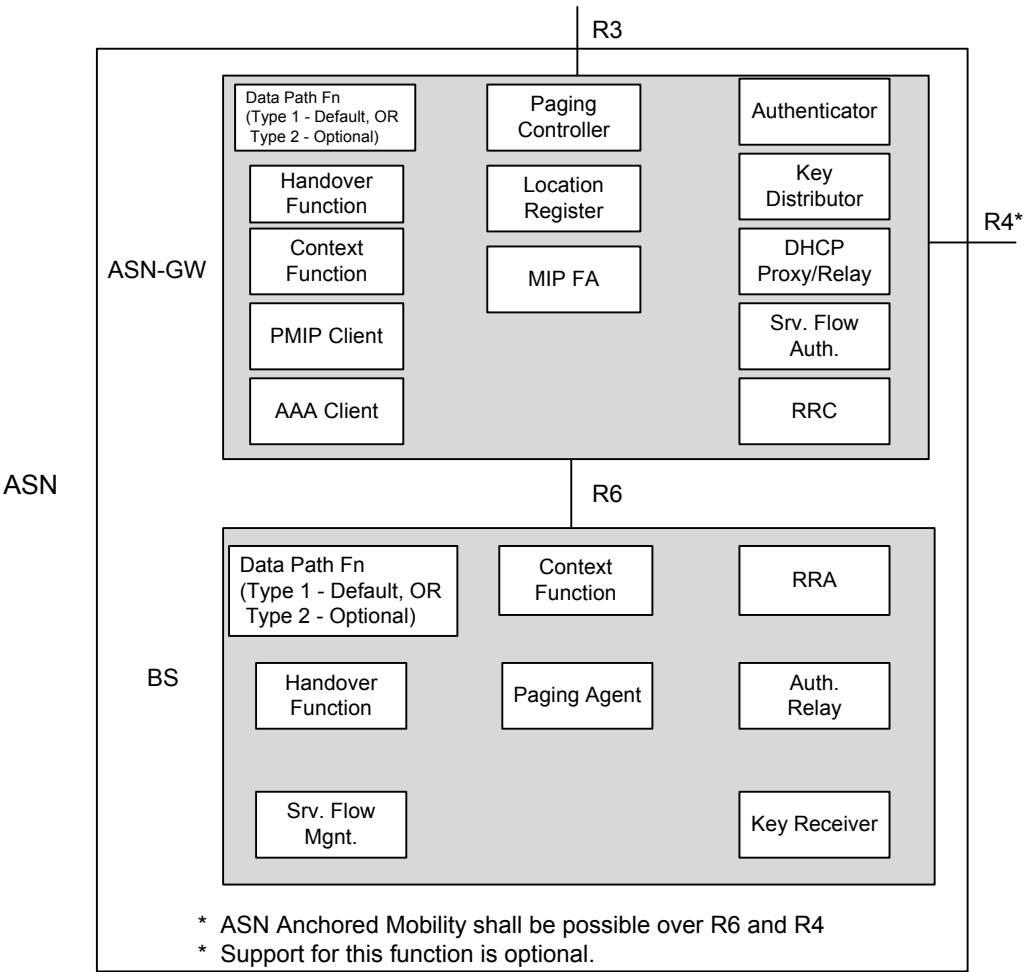 R3
Data Path Fn
(Type 1 - Default, OR
Type 2 - Optional)
Paging
Controller
Authenticator
Handover
Function
Location
Register
Key
Distributor
R4*
ASN-GW
Context
Function
MIP FA
DHCP
Proxy/Relay
PMIP Client
Srv. Flow
Auth.
AAA Client
RRC
ASN
R6
Data Path Fn
(Type 1 - Default, OR
Type 2 - Optional)
Context
Function
RRA
BS
Handover
Function
Paging Agent
Auth.
Relay
Srv. Flow
Mgnt.
Key Receiver
* ASN Anchored Mobility shall be possible over R6 and R4
* Support for this function is optional.